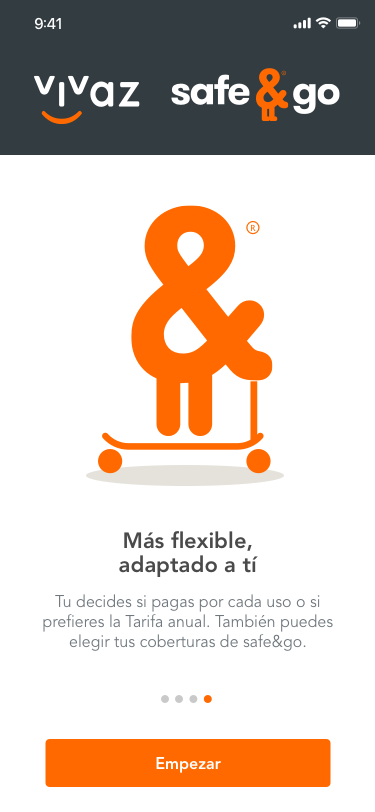 9:41
vivaz
safe&go
®
Más flexible,
adaptado a tí
Tu decides si pagas por cada uso o si
prefieres la Tarifa anual. También puedes
elegir tus coberturas de safe&go.
Empezar